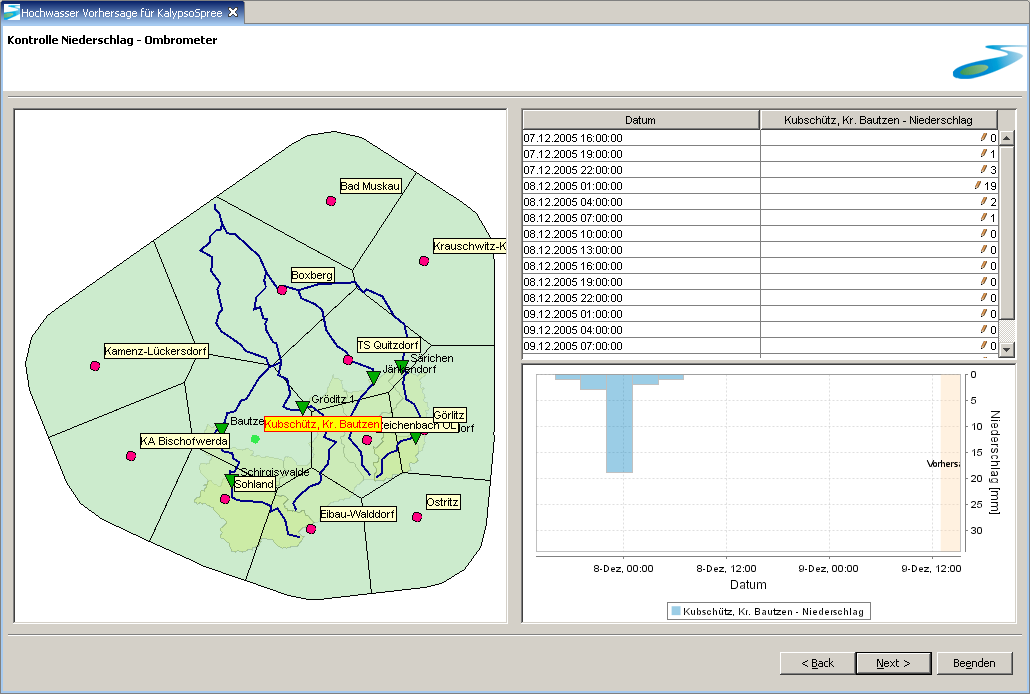 Hochwasser Vorhersage für KalypsoSpree
Kontrolle Niederschlag - Ombrometer
Bad Muskau
Krauschwitz-K
Boxberg
TS Quitzdorf
Kamenz-Lückersdorf
Särichen
Jänkendorf
Gröditz 1
Görlitz
Bautze
Kubschütz, Kr. Bautzen
eichenbach OL
orf
KA Bischofwerda
Schirgiswalde
Sohland
Ostritz
Eibau-Walddorf
Datum Kubschütz, Kr. Bautzen - Niederschlag
07.12.2005 16:00:00 0
07.12.2005 19:00:00 1
07.12.2005 22:00:00 3
08.12.2005 01:00:00 19
08.12.2005 04:00:00 2
08.12.2005 07:00:00 1
08.12.2005 10:00:00 0
08.12.2005 13:00:00 0
08.12.2005 16:00:00 0
08.12.2005 19:00:00 0
08.12.2005 22:00:00 0
09.12.2005 01:00:00 0
09.12.2005 04:00:00 0
09.12.2005 07:00:00 0
0
5
10
15
20
25
30
Niederschlag [mm]
Vorhersa
8-Dez, 00:00 8-Dez, 12:00 9-Dez, 00:00 9-Dez, 12:00
Datum
Kubschütz, Kr. Bautzen - Niederschlag
< Back Next > Beenden